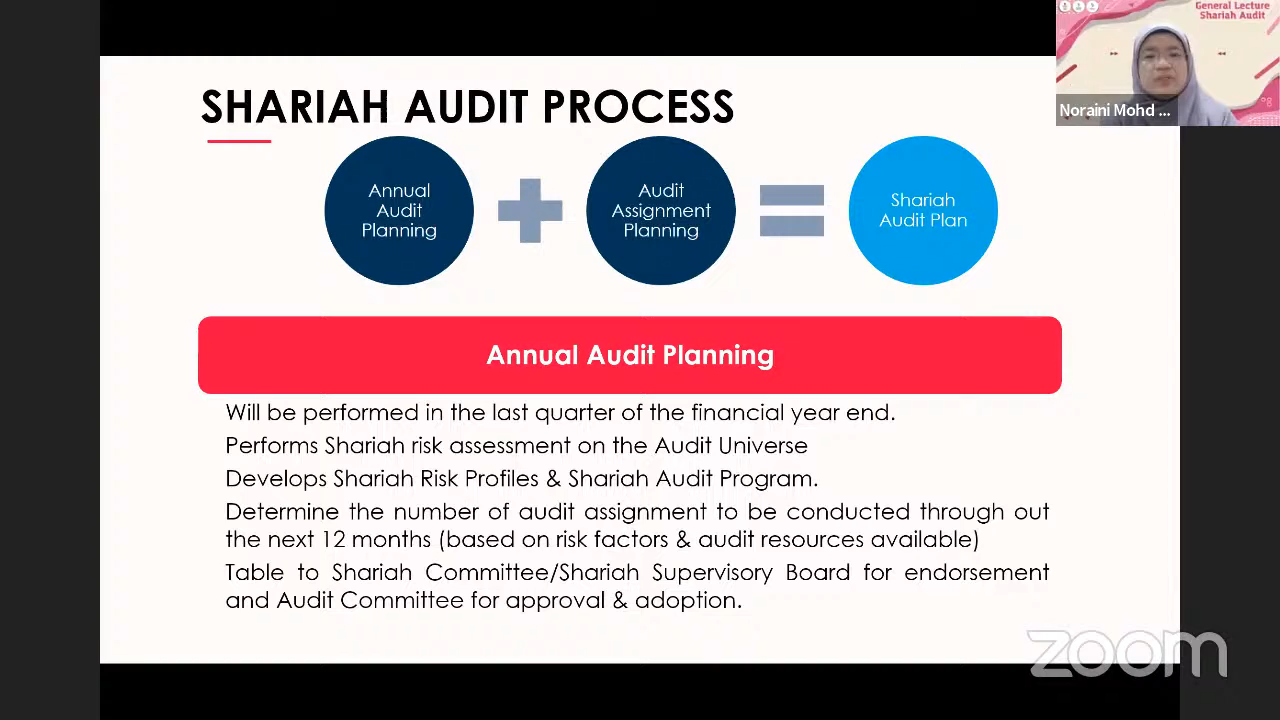 General Lecture
Shariah Audit
Noraini Mohd ...
SHARIAH AUDIT PROCESS
Annual
Audit
Planning
Audit
Assignment
Planning
Shariah
Audit Plan
Annual Audit Planning
Will be performed in the last quarter of the financial year end.
Performs Shariah risk assessment on the Audit Universe
Develops Shariah Risk Profiles & Shariah Audit Program.
Determine the number of audit assignment to be conducted through out
the next 12 months (based on risk factors & audit resources available)
Table to Shariah Committee/Shariah Supervisory Board for endorsement
and Audit Committee for approval & adoption.
zoom